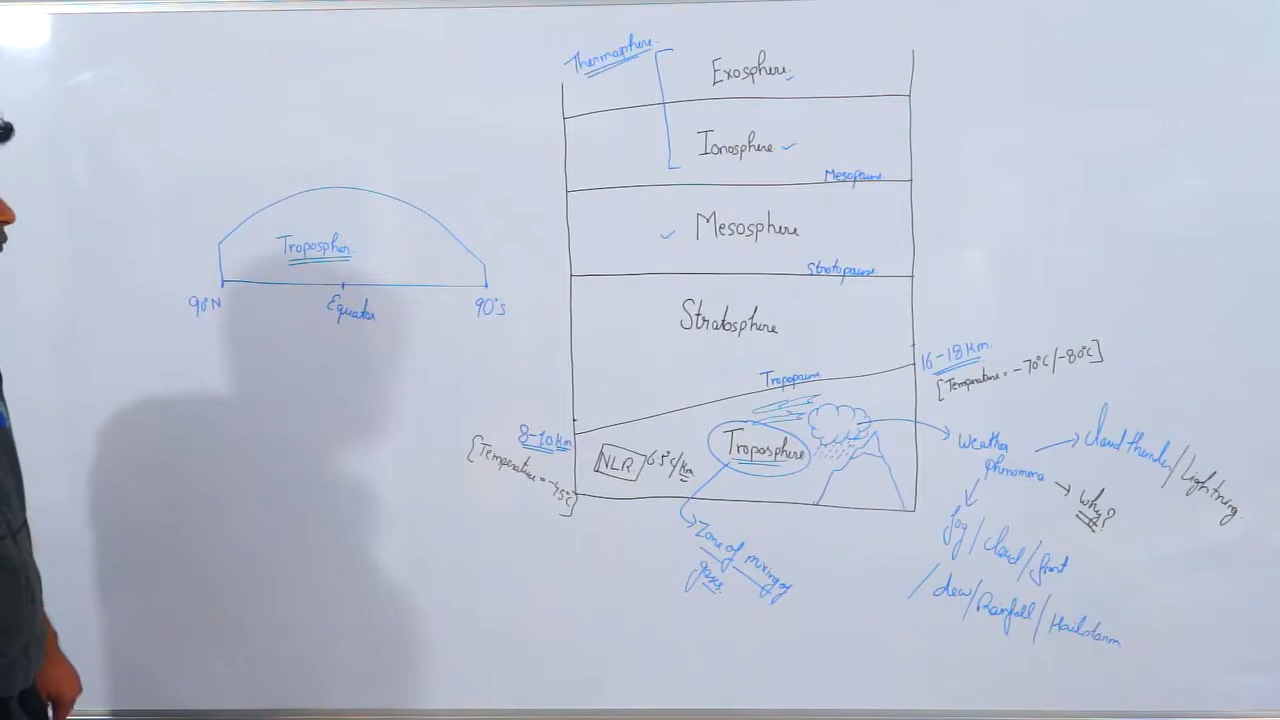 Thermosphere
Exosphere
Ionosphere
Mesopause
Mesosphere
Stratopause
Stratosphere
Tropospher
90°N
Equator
90°S
16-18 Km.
[Temperature = -70°C/-80°C]
Tropopause
8-10 Km
[Temperature = -45°C]
NLR
6.5°C/Km
Troposphere
Weather
phenomena
Cloud thunder/Lightning
Why?
fog/cloud/frost
/dew/Rainfall/Hailstorm
Zone of mixing of
gases.